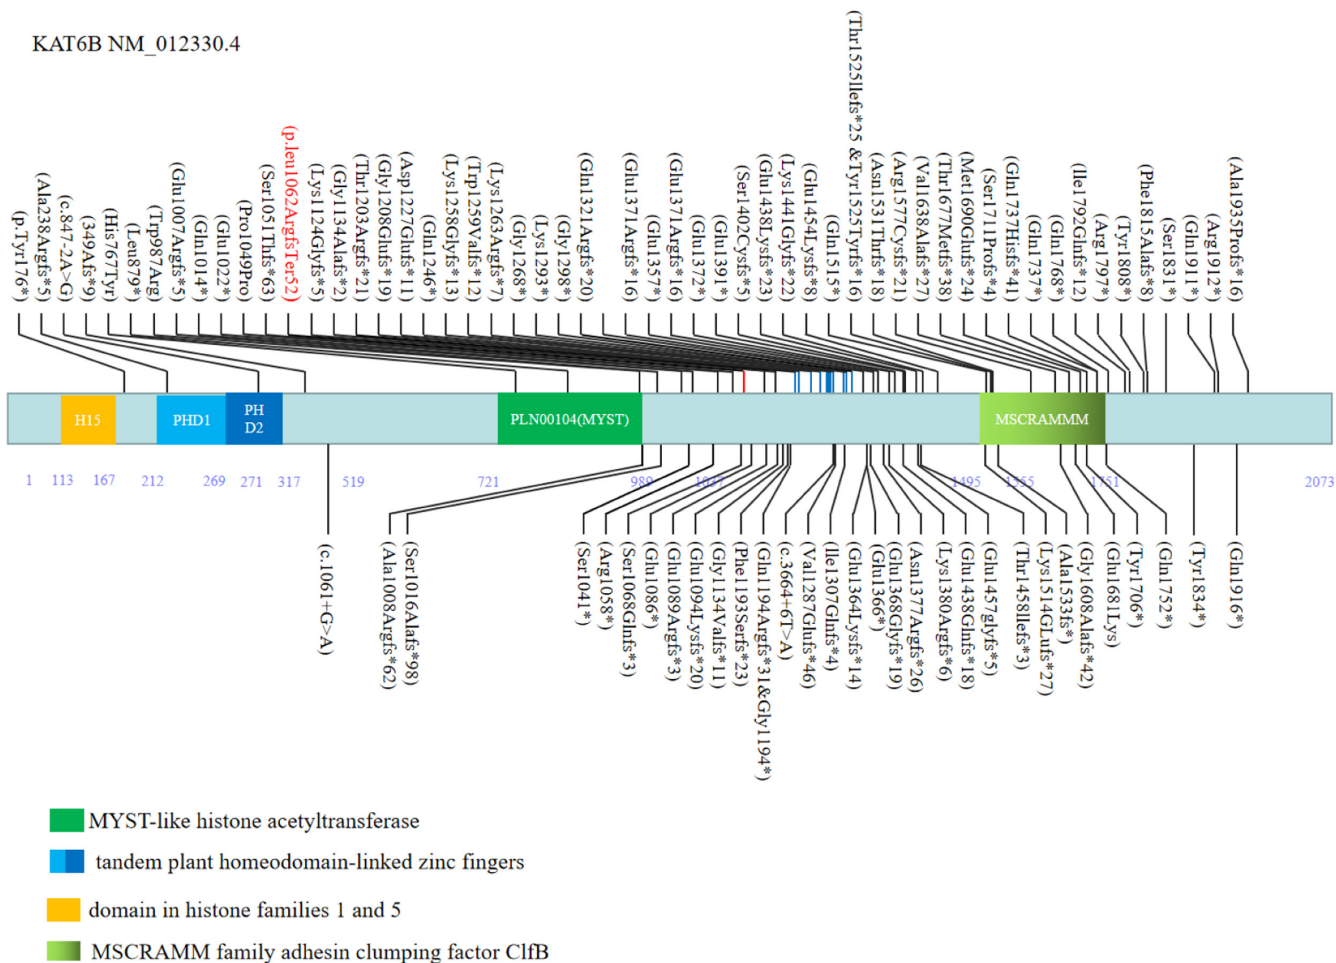 KAT6B NM_012330.4
(p.Tyr176*)
(Ala238Argfs*5)
(c.847-2A>G)
(349Afs*9)
(His767Tyr)
(Leu879*)
(Trp987Arg)
(Glu1007Argfs*5)
(Gln1014*)
(Glu1022*)
(Pro1049Pro)
(Ser1051Thfs*63)
(p.leu1062ArgfsTer52)
(Lys1124Glyfs*5)
(Gly1134Alafs*2)
(Thr1203Argfs*21)
(Gly1208Glufs*19)
(Asp1227Glufs*11)
(Gln1246*)
(Lys1258Glyfs*13)
(Trp1259Valfs*12)
(Lys1263Argfs*7)
(Gly1268*)
(Lys1293*)
(Gly1298*)
(Gln1321Argfs*20)
(Glu1371Argfs*16)
(Glu1357*)
(Glu1371Argfs*16)
(Glu1372*)
(Glu1391*)
(Ser1402Cysfs*5)
(Glu1438Lysfs*23)
(Lys1441Glyfs*22)
(Glu1454Lysfs*8)
(Gln1515*)
(Thr1525Ilefs*25 &Tyr1525Tyrfs*16)
(Asn1531Thrfs*18)
(Arg1577Cysfs*21)
(Val1638Alafs*27)
(Thr1677Metfs*38)
(Met1690Glufs*24)
(Ser1711Profs*4)
(Gln1737Hisfs*41)
(Gln1737*)
(Gln1768*)
(Ile1792Glnfs*12)
(Arg1797*)
(Tyr1808*)
(Phe1815Alafs*8)
(Ser1831*)
(Gln1911*)
(Arg1912*)
(Ala1935Profs*16)
H15
PHD1
PH
D2
PLN00104(MYST)
MSCRAMMM
1 113 167 212 269 271 317 519 721 989 1037 1495 1555 1751 2073
(c.1061+G>A)
(Ala1008Argfs*62)
(Ser1016Alafs*98)
(Ser1041*)
(Arg1058*)
(Ser1068Glnfs*3)
(Glu1086*)
(Glu1089Argfs*3)
(Glu1094Lysfs*20)
(Gly1134Valfs*11)
(Phe1193Serfs*23)
(Gln1194Argfs*31&Gly1194*)
(c.3664+6T>A)
(Val1287Glufs*46)
(Ile1307Glnfs*4)
(Glu1364Lysfs*14)
(Glu1366*)
(Glu1368Glyfs*19)
(Asn1377Argfs*26)
(Lys1380Argfs*6)
(Glu1438Glnfs*18)
(Glu1457glyfs*5)
(Thr1458Ilefs*3)
(Lys1514GLufs*27)
(Ala1533fs*)
(Gy1608Alafs*42)
(Glu1681Lys)
(Tyr1706*)
(Gln1752*)
(Tyr1834*)
(Gln1916*)
MYST-like histone acetyltransferase
tandem plant homeodomain-linked zinc fingers
domain in histone families 1 and 5
MSCRAMM family adhesin clumping factor ClfB